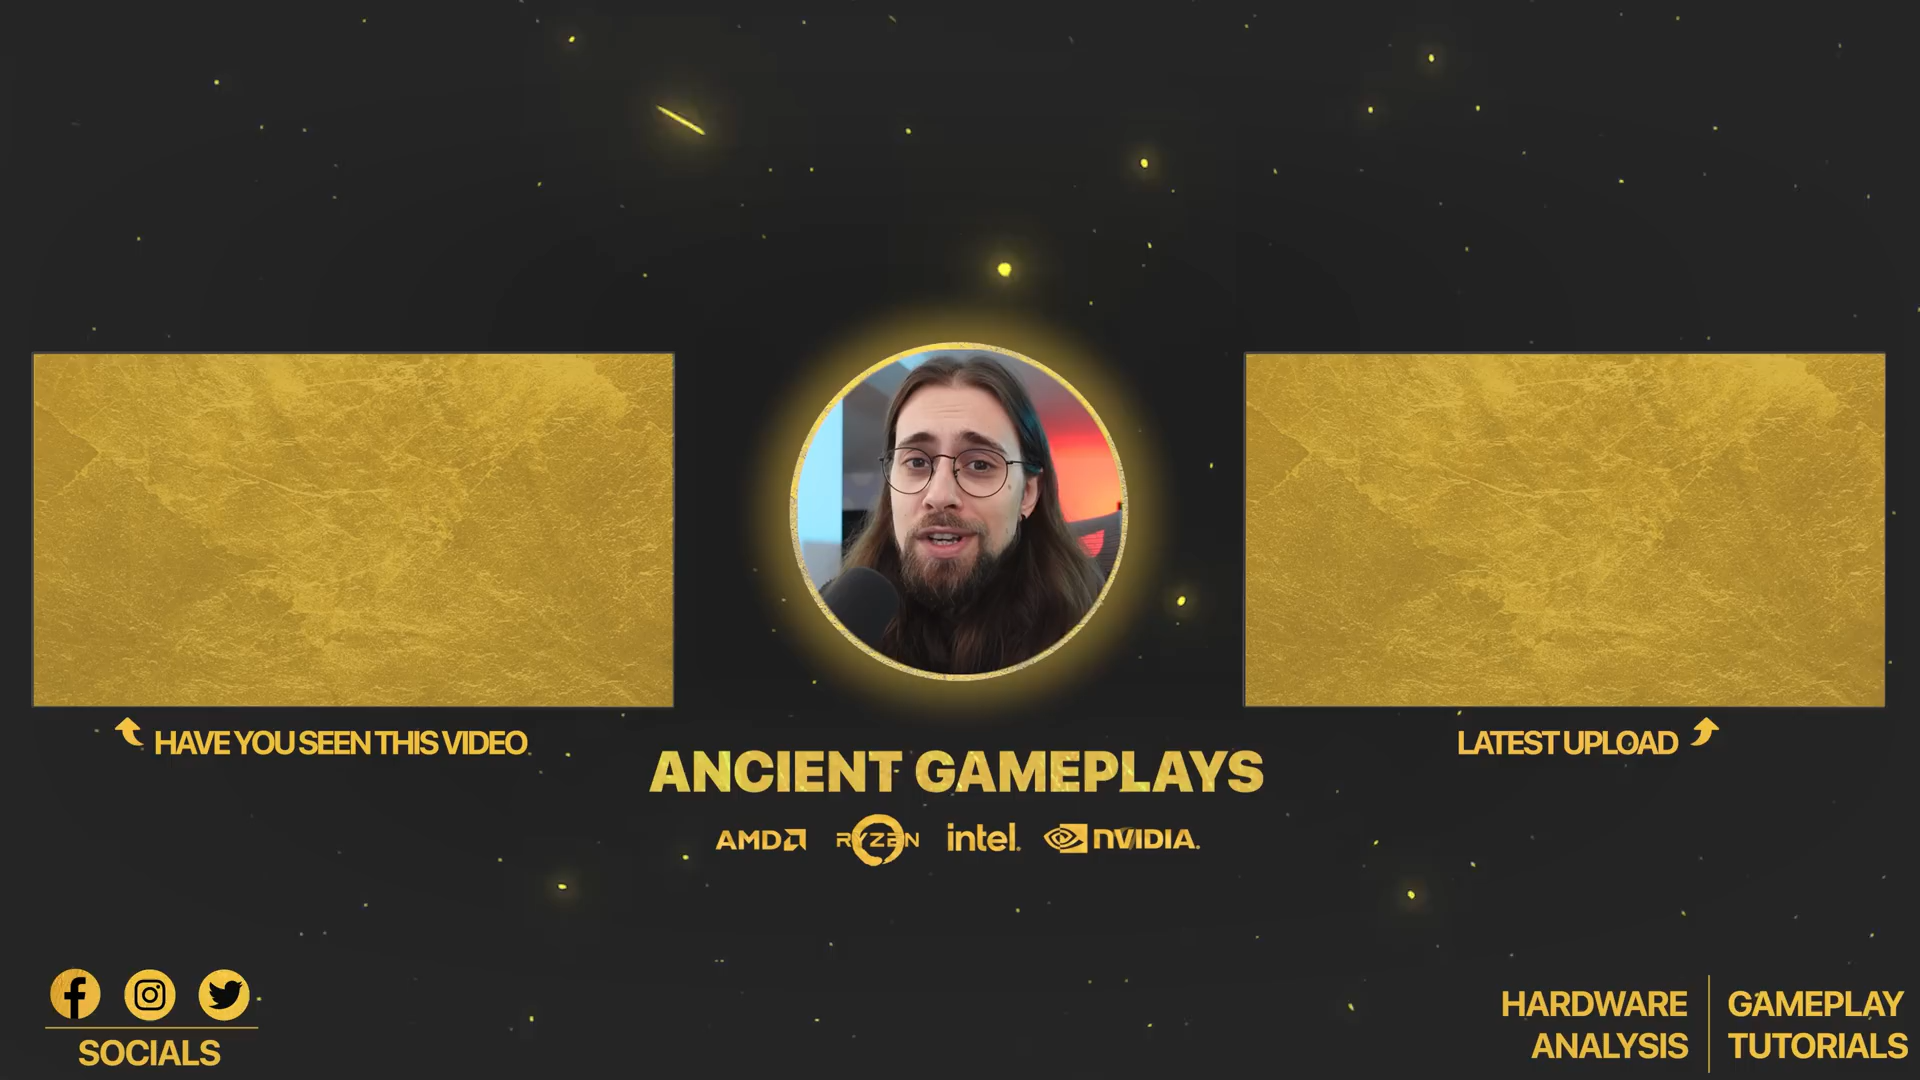 HAVE YOU SEEN THIS VIDEO
LATEST UPLOAD
ANCIENT GAMEPLAYS
AMD RYZEN intel. NVIDIA.
SOCIALS
HARDWARE ANALYSIS
GAMEPLAY TUTORIALS